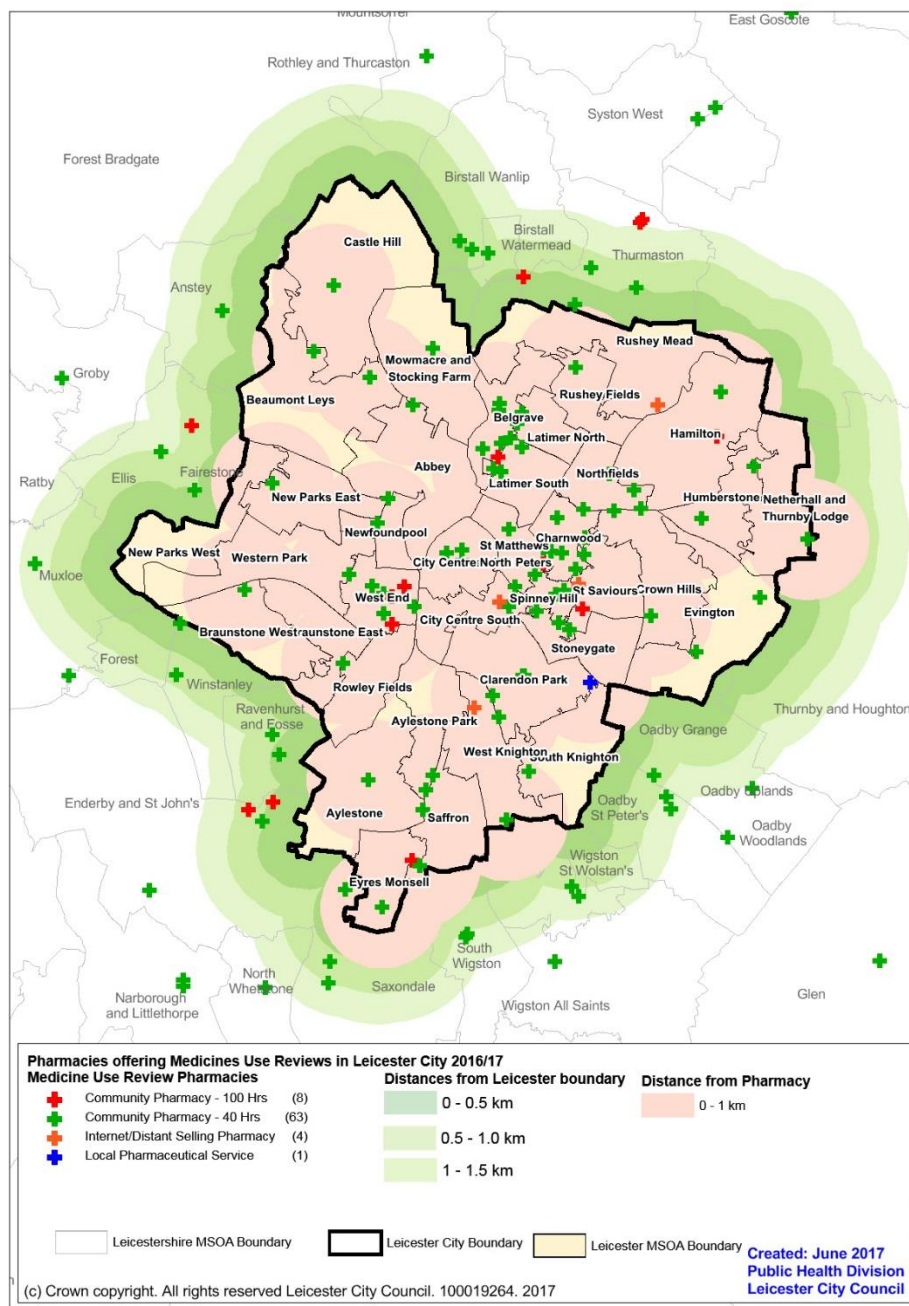 Mountsorrel
East Goscote
Rothley and Thurcaston
Syston West
Forest Bradgate
Birstall Wanlip
Castle Hill
Birstall
Watermead
Thurmaston
Anstey
Rushey Mead
Mowmacre and
Stocking Farm
Groby
Beaumont Leys
Rushey Fields
Belgrave
Latimer North
Hamilton
Abbey
Ellis
Fairestone
Ratby
Latimer South
Northfields
New Parks East
Humberstone
Netherhall and
Thurnby Lodge
Newfoundpool
St Matthews
Charnwood
New Parks West
Western Park
City Centre North
Peters
Muxloe
West End
Spinney Hill
St Saviours
Crown Hills
Evington
Braunstone West
raunstone East
City Centre South
Stoneygate
Forest
Winstanley
Rowley Fields
Clarendon Park
Ravenhurst
and Fosse
Aylestone Park
Thurnby and Houghton
Oadby Grange
West Knighton
South Knighton
Enderby and St John's
Aylestone
Saffron
Oadby
St Peter's
Oadby Uplands
Oadby
Woodlands
Wigston
St Wolstan's
Eyres Monsell
South
Wigston
North
Whetstone
Saxondale
Narborough
and Littlethorpe
Wigston All Saints
Glen
Pharmacies offering Medicines Use Reviews in Leicester City 2016/17
Medicine Use Review Pharmacies
Community Pharmacy - 100 Hrs (8)
Community Pharmacy - 40 Hrs (63)
Internet/Distant Selling Pharmacy (4)
Local Pharmaceutical Service (1)
Distances from Leicester boundary
0 - 0.5 km
0.5 - 1.0 km
1 - 1.5 km
Distance from Pharmacy
0 - 1 km
Leicestershire MSOA Boundary
Leicester City Boundary
Leicester MSOA Boundary
Created: June 2017
Public Health Division
Leicester City Council
(c) Crown copyright. All rights reserved Leicester City Council. 100019264. 2017